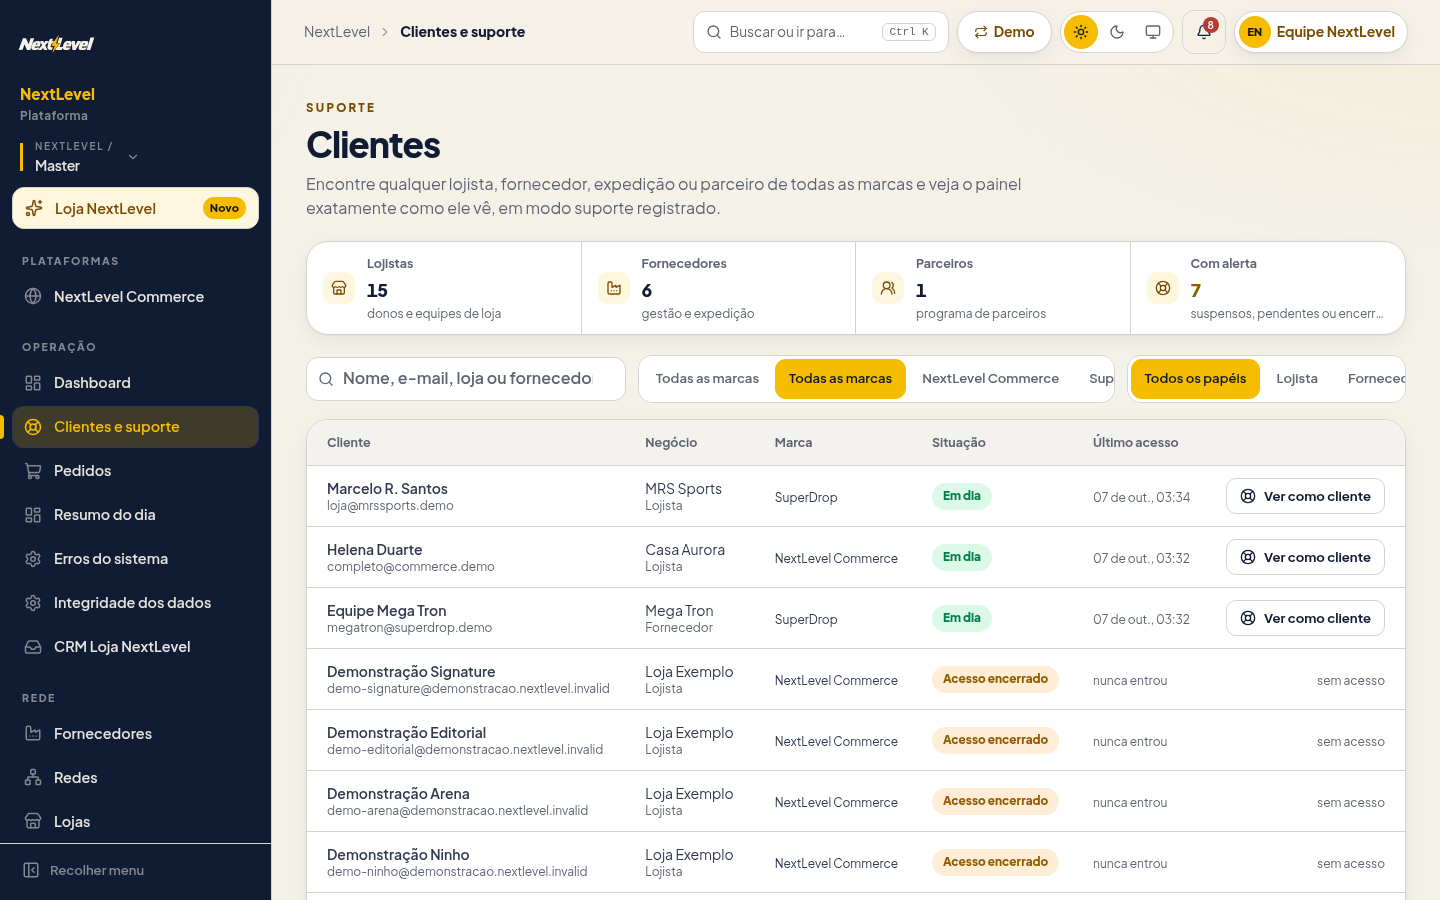 NextLevel
NextLevel
Plataforma
NEXTLEVEL /
Master
Loja NextLevel
Novo
PLATAFORMAS
NextLevel Commerce
OPERAÇÃO
Dashboard
Clientes e suporte
Pedidos
Resumo do dia
Erros do sistema
Integridade dos dados
CRM Loja NextLevel
REDE
Fornecedores
Redes
Lojas
Recolher menu
NextLevel > Clientes e suporte
Buscar ou ir para... Ctrl K
Demo
8
EN Equipe NextLevel
SUPORTE
Clientes
Encontre qualquer lojista, fornecedor, expedição ou parceiro de todas as marcas e veja o painel
exatamente como ele vê, em modo suporte registrado.
Lojistas
15
donos e equipes de loja
Fornecedores
6
gestão e expedição
Parceiros
1
programa de parceiros
Com alerta
7
suspensos, pendentes ou encerr...
Nome, e-mail, loja ou fornecedo
Todas as marcas Todas as marcas NextLevel Commerce Sup
Todos os papéis Lojista Forneced
Cliente Negócio Marca Situação Último acesso
Marcelo R. Santos MRS Sports SuperDrop Em dia 07 de out., 03:34 Ver como cliente
loja@mrssports.demo Lojista
Helena Duarte Casa Aurora NextLevel Commerce Em dia 07 de out., 03:32 Ver como cliente
completo@commerce.demo Lojista
Equipe Mega Tron Mega Tron SuperDrop Em dia 07 de out., 03:32 Ver como cliente
megatron@superdrop.demo Fornecedor
Demonstração Signature Loja Exemplo NextLevel Commerce Acesso encerrado nunca entrou sem acesso
demo-signature@demonstracao.nextlevel.invalid Lojista
Demonstração Editorial Loja Exemplo NextLevel Commerce Acesso encerrado nunca entrou sem acesso
demo-editorial@demonstracao.nextlevel.invalid Lojista
Demonstração Arena Loja Exemplo NextLevel Commerce Acesso encerrado nunca entrou sem acesso
demo-arena@demonstracao.nextlevel.invalid Lojista
Demonstração Ninho Loja Exemplo NextLevel Commerce Acesso encerrado nunca entrou sem acesso
demo-ninho@demonstracao.nextlevel.invalid Lojista